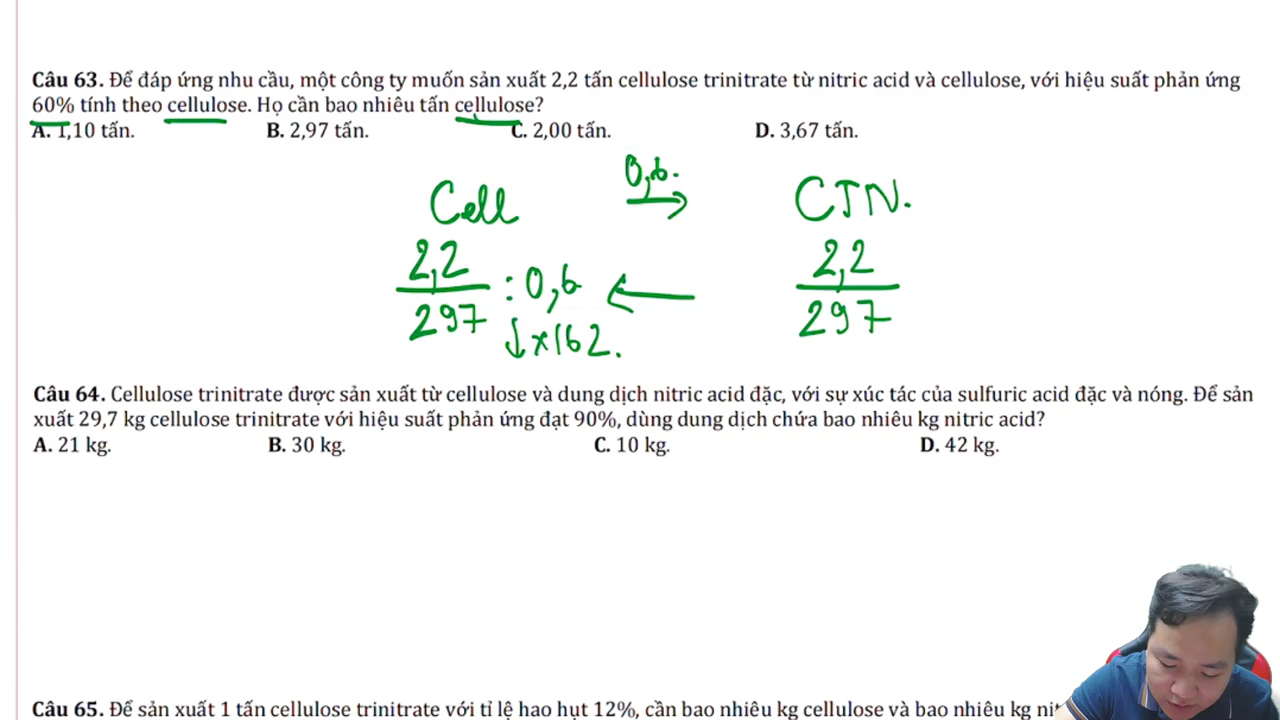 Câu 63. Để đáp ứng nhu cầu, một công ty muốn sản xuất 2,2 tấn cellulose trinitrate từ nitric acid và cellulose, với hiệu suất phản ứng
60% tính theo cellulose. Họ cần bao nhiêu tấn cellulose?
A. 1,10 tấn. B. 2,97 tấn. C. 2,00 tấn. D. 3,67 tấn.
Cell 0,6. CTN.
2,2 2,2
: 0,6
297 297
↓ x162.
Câu 64. Cellulose trinitrate được sản xuất từ cellulose và dung dịch nitric acid đặc, với sự xúc tác của sulfuric acid đặc và nóng. Để sản
xuất 29,7 kg cellulose trinitrate với hiệu suất phản ứng đạt 90%, dùng dung dịch chứa bao nhiêu kg nitric acid?
A. 21 kg. B. 30 kg. C. 10 kg. D. 42 kg.
Câu 65. Để sản xuất 1 tấn cellulose trinitrate với tỉ lệ hao hụt 12%, cần bao nhiêu kg cellulose và bao nhiêu kg